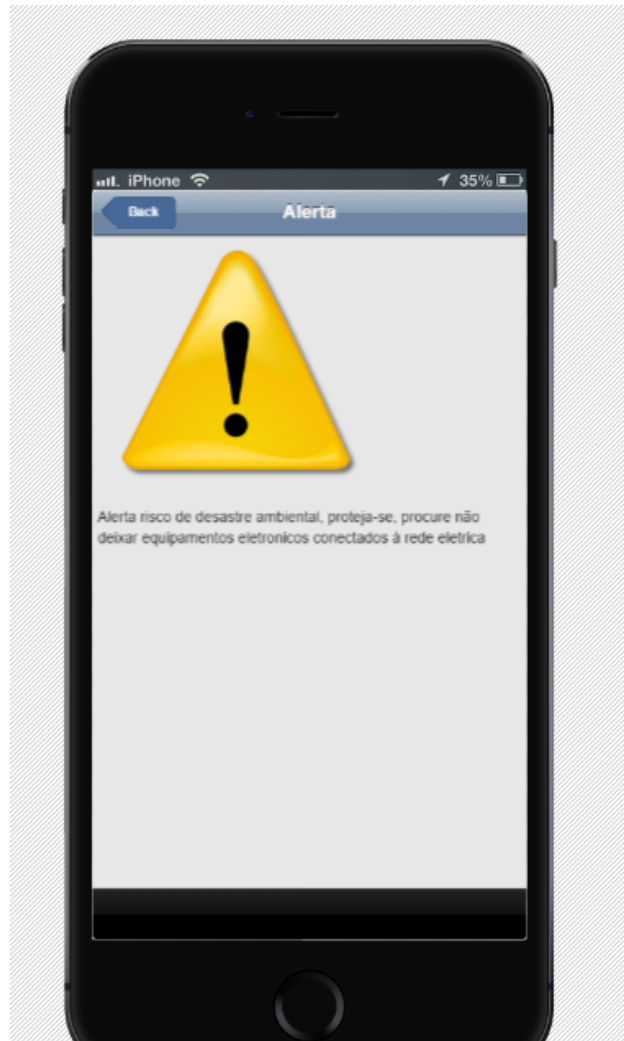 iPhone 35%
Back Alerta
!
Alerta risco de desastre ambiental, proteja-se, procure não
deixar equipamentos eletronicos conectados à rede eletrica